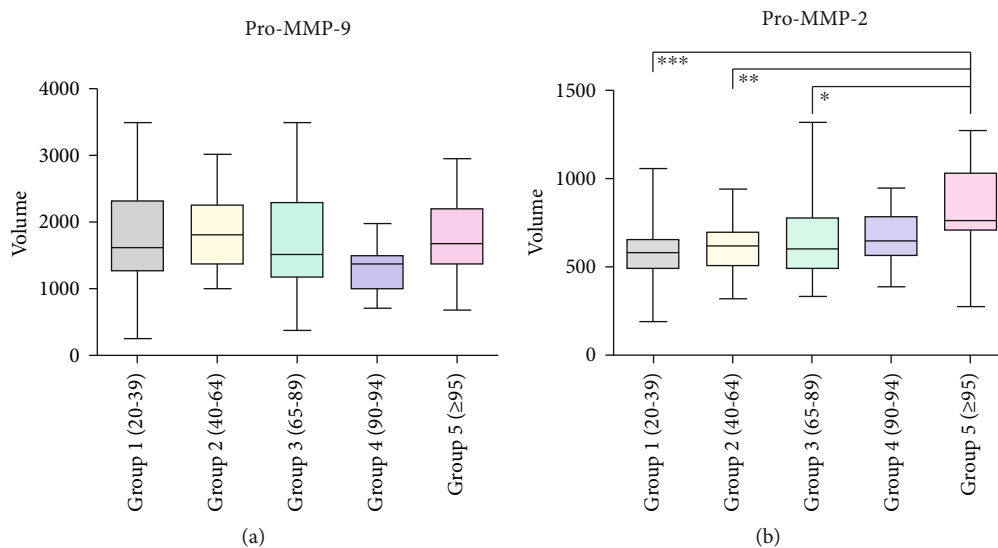 Pro-MMP-9
Volume
4000
3000
2000
1000
0
Group 1 (20-39)
Group 2 (40-64)
Group 3 (65-89)
Group 4 (90-94)
Group 5 (≥95)
(a)
Pro-MMP-2
***
**
*
Volume
1500
1000
500
0
Group 1 (20-39)
Group 2 (40-64)
Group 3 (65-89)
Group 4 (90-94)
Group 5 (≥95)
(b)